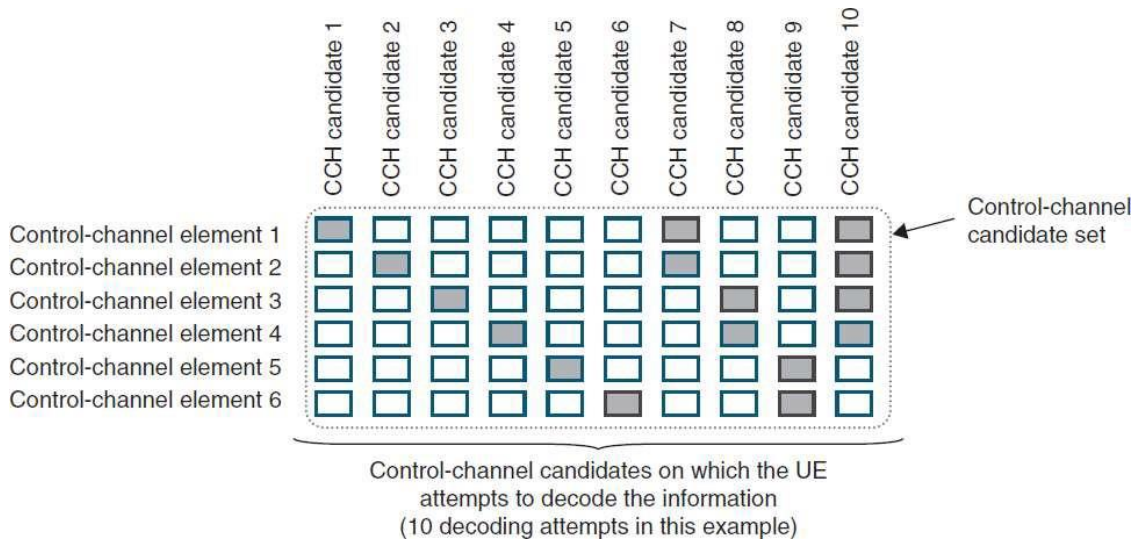 CCH candidate 1
CCH candidate 2
CCH candidate 3
CCH candidate 4
CCH candidate 5
CCH candidate 6
CCH candidate 7
CCH candidate 8
CCH candidate 9
CCH candidate 10
Control-channel
candidate set
Control-channel element 1
Control-channel element 2
Control-channel element 3
Control-channel element 4
Control-channel element 5
Control-channel element 6
Control-channel candidates on which the UE
attempts to decode the information
(10 decoding attempts in this example)